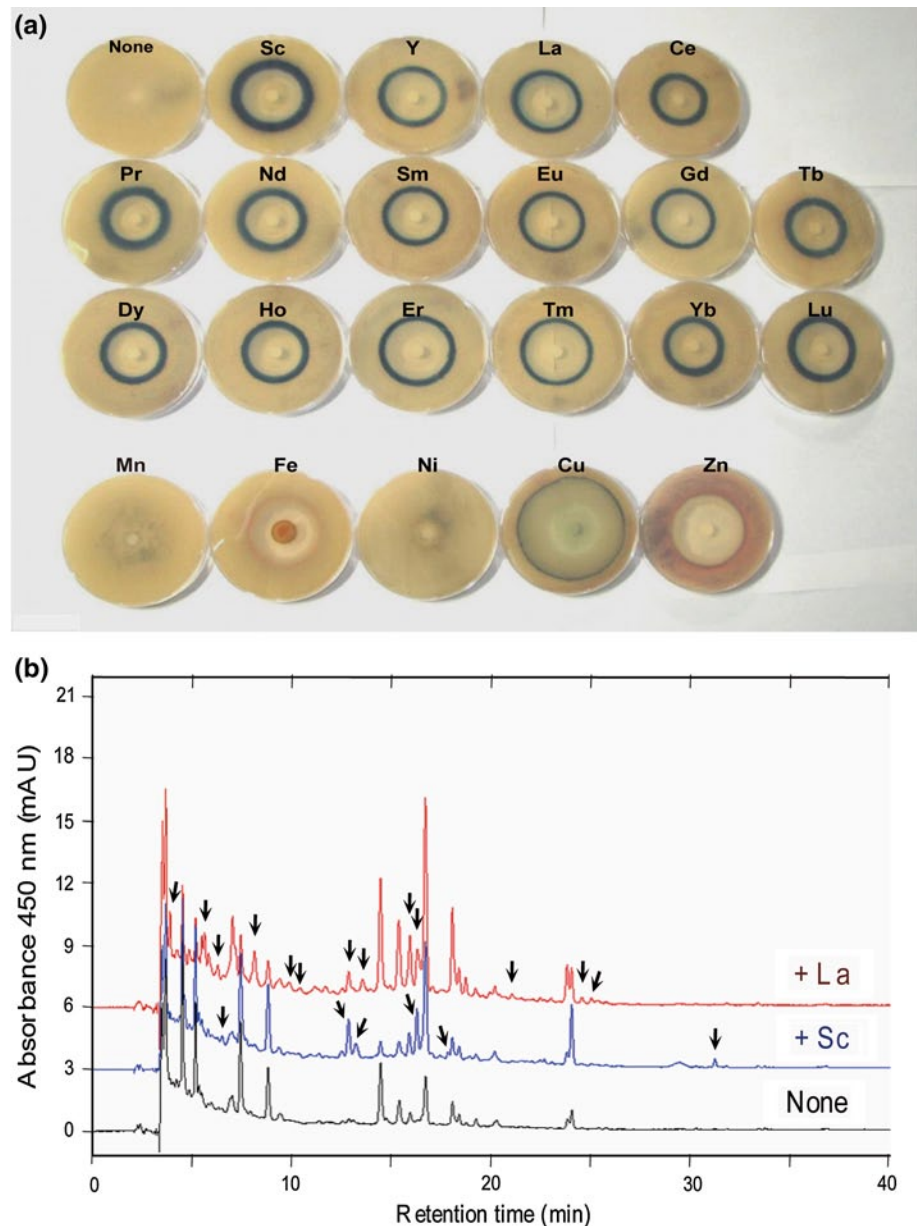 (a)
None Sc Y La Ce
Pr Nd Sm Eu Gd Tb
Dy Ho Er Tm Yb Lu
Mn Fe Ni Cu Zn
(b)
21
18
15
12
9
6
3
0
Absorbance 450 nm (mAU)
+ La
+ Sc
None
0 10 20 30 40
Retention time (min)